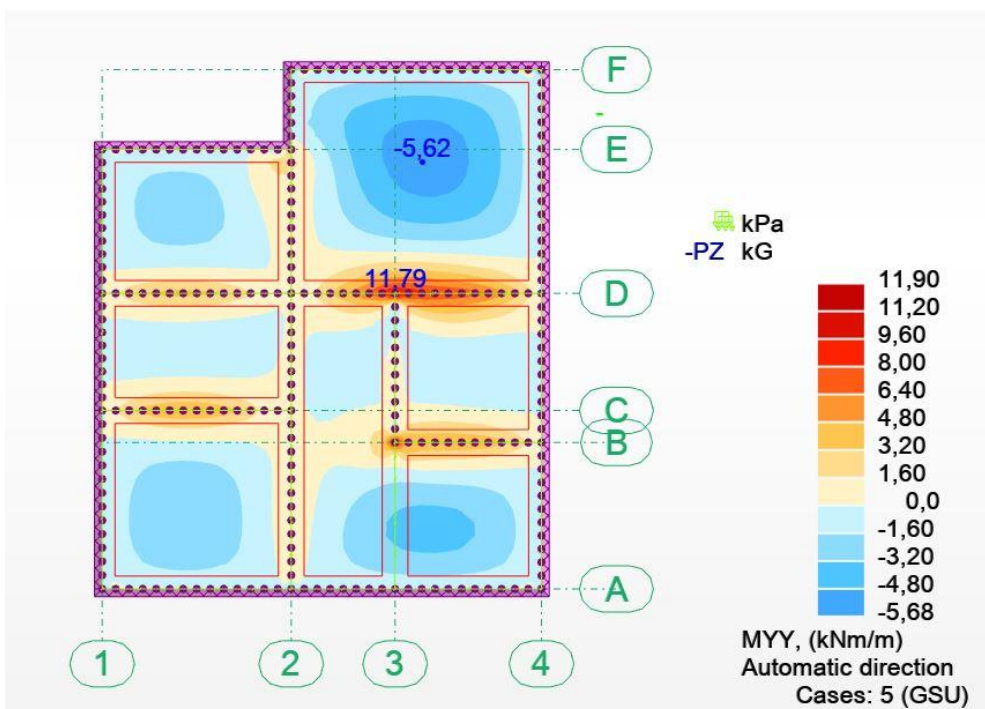 F
-
E
-5,62
kPa
-PZ kG
11,79
D
11,90
11,20
9,60
8,00
6,40
4,80
3,20
1,60
0,0
-1,60
-3,20
-4,80
-5,68
C
B
A
MYY, (kNm/m)
Automatic direction
Cases: 5 (GSU)
1 2 3 4